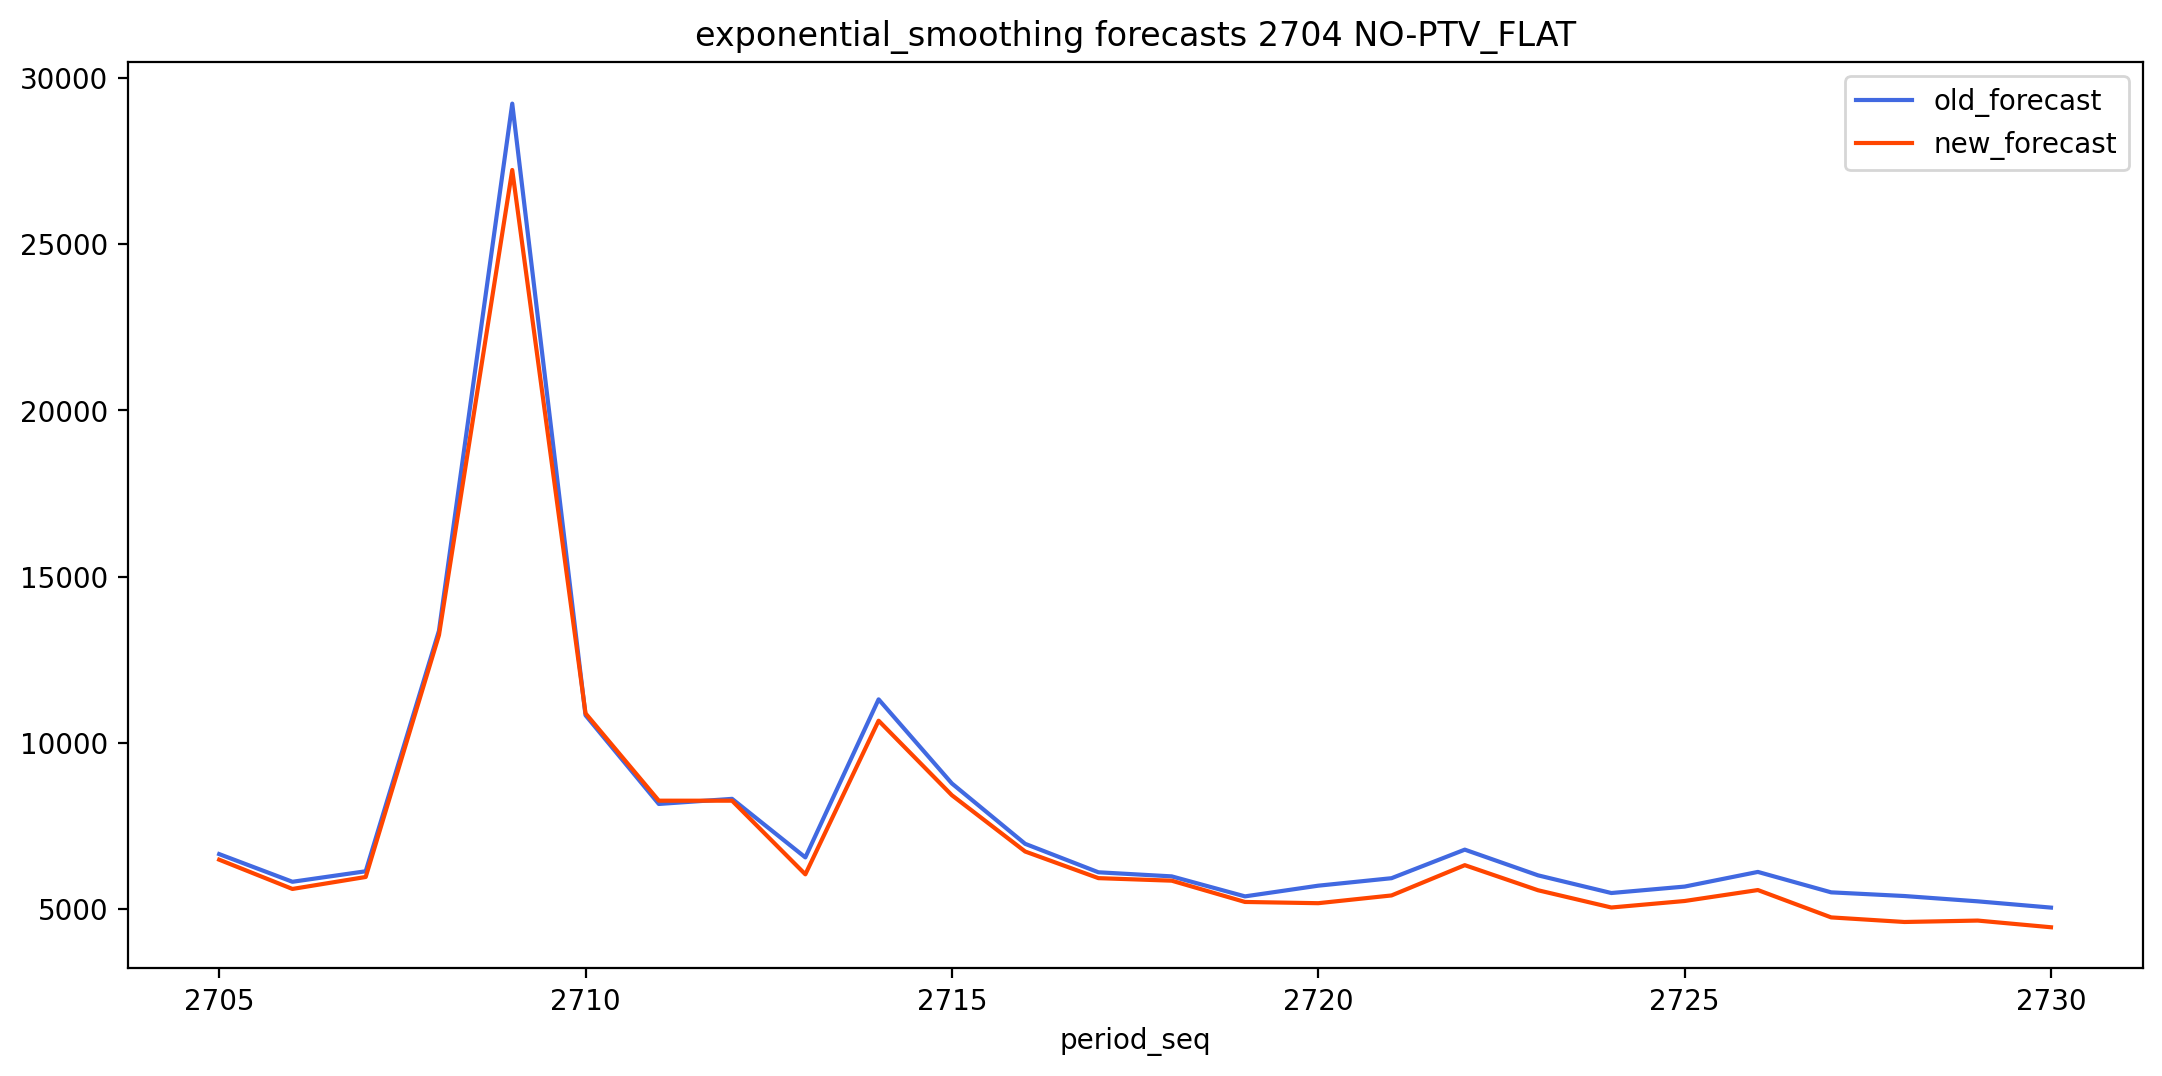 exponential_smoothing forecasts 2704 NO-PTV_FLAT
30000
25000
20000
15000
10000
5000
old_forecast
new_forecast
2705 2710 2715 2720 2725 2730
period_seq